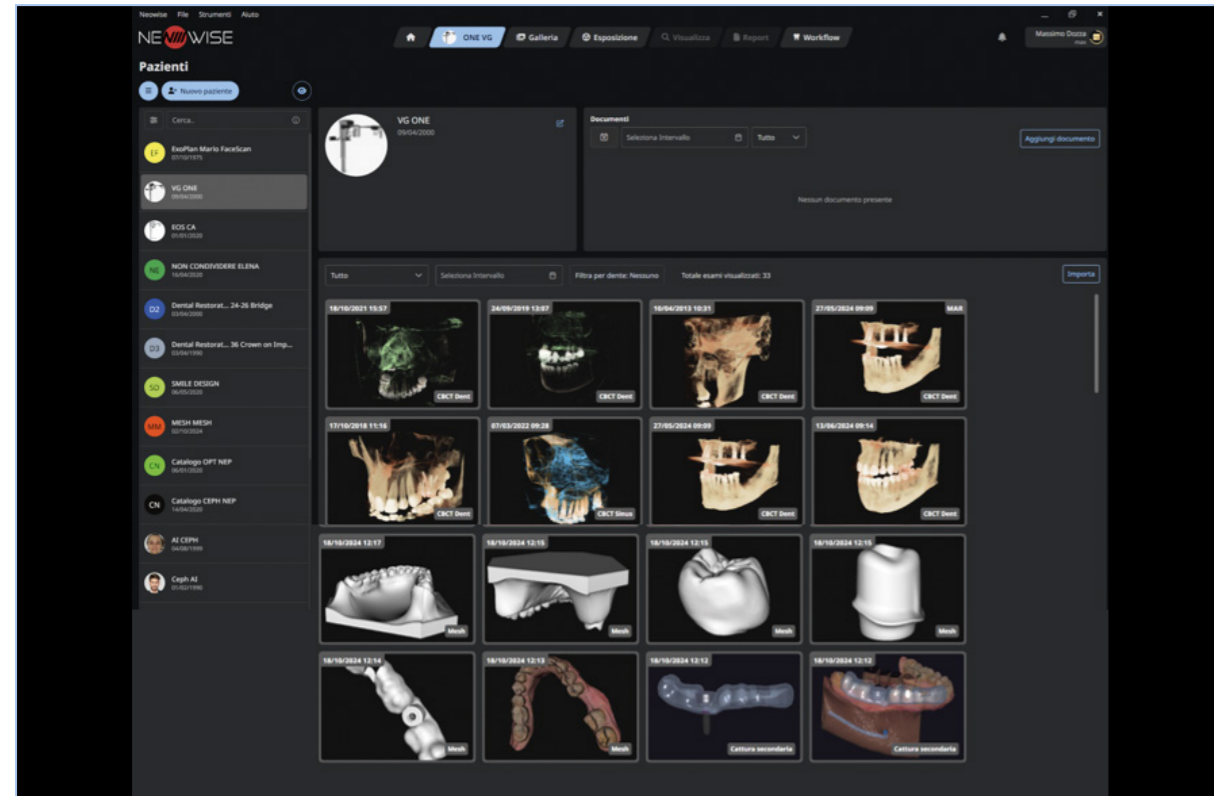 Neowise File Strumenti Aiuto
NEWISE
ONE VG Galleria Esposizione Visualizza Report Workflow
Massimo Dozza
Pazienti
Nuovo paziente
Cerca..
EF
ExoPlan Mario FaceScan
07/10/1975
VG ONE
09/04/2000
EOS CA
01/01/2020
NE
NON CONDIVIDERE ELENA
16/04/2020
D2
Dental Restorat... 24-26 Bridge
03/04/2000
D3
Dental Restorat... 36 Crown on Imp...
03/04/1990
SD
SMILE DESIGN
06/05/2020
MM
MESH MESH
02/10/2024
CN
Catalogo OPT NEP
06/01/2020
CN
Catalogo CEPH NEP
14/04/2020
AI CEPH
04/08/1999
Ceph AI
01/02/1990
VG ONE
09/04/2000
Documenti
Seleziona Intervallo Tutto
Aggiungi documento
Nessun documento presente
Tutto Seleziona Intervallo Filtra per dente: Nessuno Totale esami visualizzati: 33
Importa
18/10/2021 15:57
CBCT Dent
24/09/2019 13:07
CBCT Dent
10/04/2013 10:31
CBCT Dent
27/05/2024 09:09 MAR
CBCT Dent
17/10/2018 11:16
CBCT Dent
07/03/2022 09:28
CBCT Sinus
27/05/2024 09:09
CBCT Dent
13/06/2024 09:14
CBCT Dent
18/10/2024 12:17
Mesh
18/10/2024 12:15
Mesh
18/10/2024 12:15
Mesh
18/10/2024 12:15
Mesh
18/10/2024 12:14
Mesh
18/10/2024 12:13
Mesh
18/10/2024 12:12
Cattura secondaria
18/10/2024 12:12
Cattura secondaria